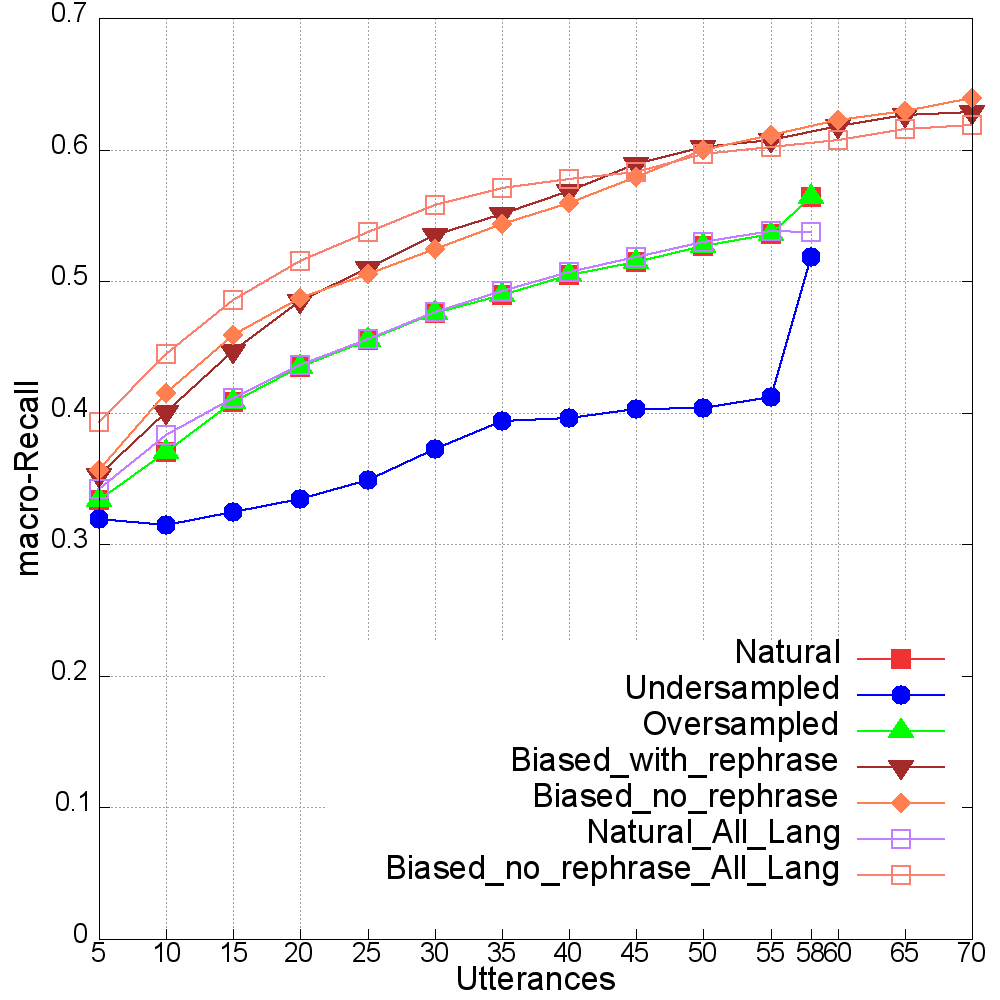 0.7
0.6
0.5
0.4
0.3
0.2
0.1
0
macro-Recall
Natural
Undersampled
Oversampled
Biased_with_rephrase
Biased_no_rephrase
Natural_All_Lang
Biased_no_rephrase_All_Lang
5 10 15 20 25 30 35 40 45 50 55 58 60 65 70
Utterances